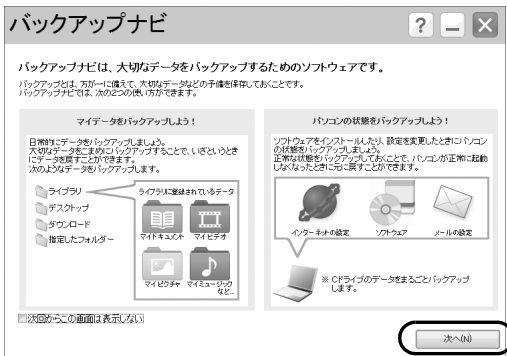 バックアップナビ
? – X
バックアップナビは、大切なデータをバックアップするためのソフトウェアです。
バックアップとは、万が一に備えて、大切なデータなどの予備を保存しておくことです。
バックアップナビでは、次の2つの使い方ができます。
マイデータをバックアップしよう！
日常的にデータをバックアップしましょう。
大切なデータをこまめにバックアップすることで、いざというとき
にデータを戻すことができます。
次のようなデータをバックアップします。
ライブラリ
デスクトップ
ダウンロード
指定したフォルダー
ライブラリに登録されているデータ
マイドキュメント
マイビデオ
マイピクチャ
マイミュージック
など...
パソコンの状態をバックアップしよう！
ソフトウェアをインストールしたり、設定を変更したときにパソコン
の状態をバックアップしましょう。
正常な状態をバックアップしておくことで、パソコンが正常に起動
しなくなったときに元に戻すことができます。
インターネットの設定
ソフトウェア
メールの設定
※ Cドライブのデータをまるごとバックアップ
します。
次回からこの画面は表示しない
次へ(N)